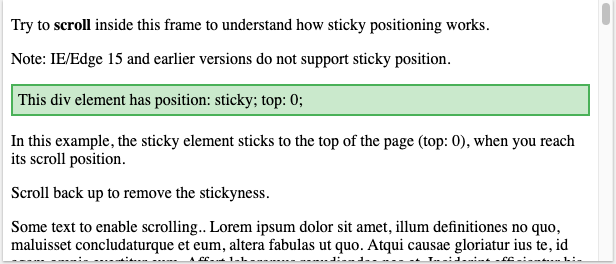 Try to scroll inside this frame to understand how sticky positioning works.
Note: IE/Edge 15 and earlier versions do not support sticky position.
This div element has position: sticky; top: 0;
In this example, the sticky element sticks to the top of the page (top: 0), when you reach
its scroll position.
Scroll back up to remove the stickyness.
Some text to enable scrolling.. Lorem ipsum dolor sit amet, illum definitiones no quo,
maluisset concludaturque et eum, altera fabulas ut quo. Atqui causae gloriatur ius te, id